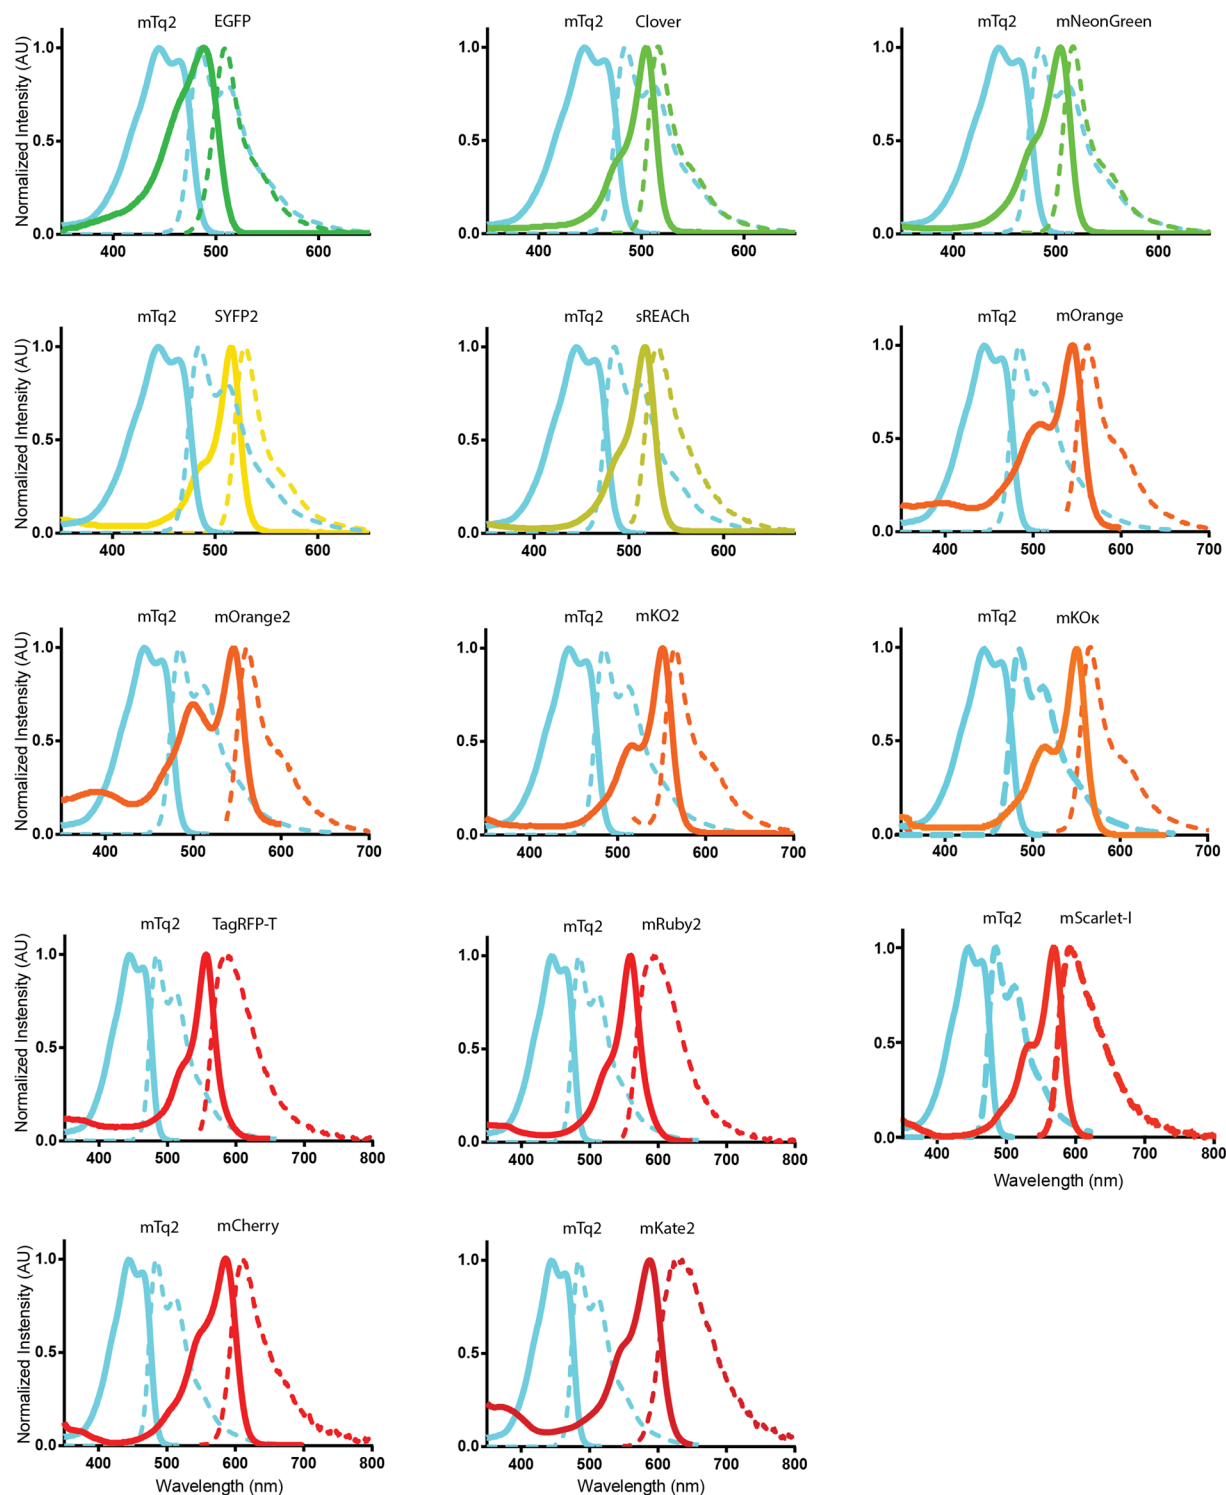 mTq2 EGFP
mTq2 Clover
mTq2 mNeonGreen
Normalized Intensity (AU)
1.0
0.5
0.0
400 500 600
1.0
0.5
0.0
400 500 600
1.0
0.5
0.0
400 500 600
mTq2 SYFP2
mTq2 sREACh
mTq2 mOrange
Normalized Intensity (AU)
1.0
0.5
0.0
400 500 600
1.0
0.5
0.0
400 500 600
1.0
0.5
0.0
400 500 600 700
mTq2 mOrange2
mTq2 mKO2
mTq2 mKOκ
Normalized Instensity (AU)
1.0
0.5
0.0
400 500 600 700
1.0
0.5
0.0
400 500 600 700
1.0
0.5
0.0
400 500 600 700
mTq2 TagRFP-T
mTq2 mRuby2
mTq2 mScarlet-I
Normalized Instensity (AU)
1.0
0.5
0.0
400 500 600 700 800
1.0
0.5
0.0
400 500 600 700 800
1.0
0.5
0.0
400 500 600 700 800
Wavelength (nm)
mTq2 mCherry
mTq2 mKate2
Normalized Instensity (AU)
1.0
0.5
0.0
400 500 600 700 800
Wavelength (nm)
1.0
0.5
0.0
400 500 600 700 800
Wavelength (nm)